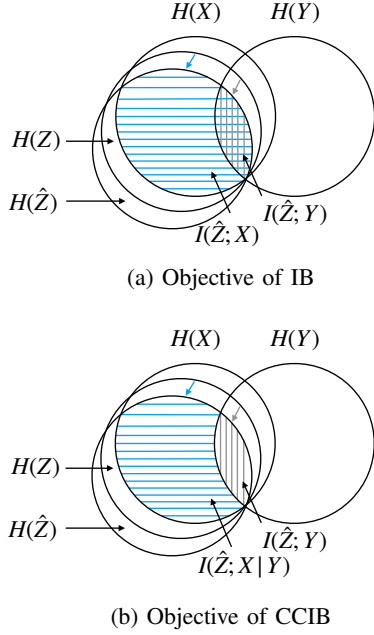 H(X) H(Y)
H(Z)
H(Ẑ)
I(Ẑ; Y)
I(Ẑ; X)
(a) Objective of IB
H(X) H(Y)
H(Z)
H(Ẑ)
I(Ẑ; Y)
I(Ẑ; X | Y)
(b) Objective of CCIB